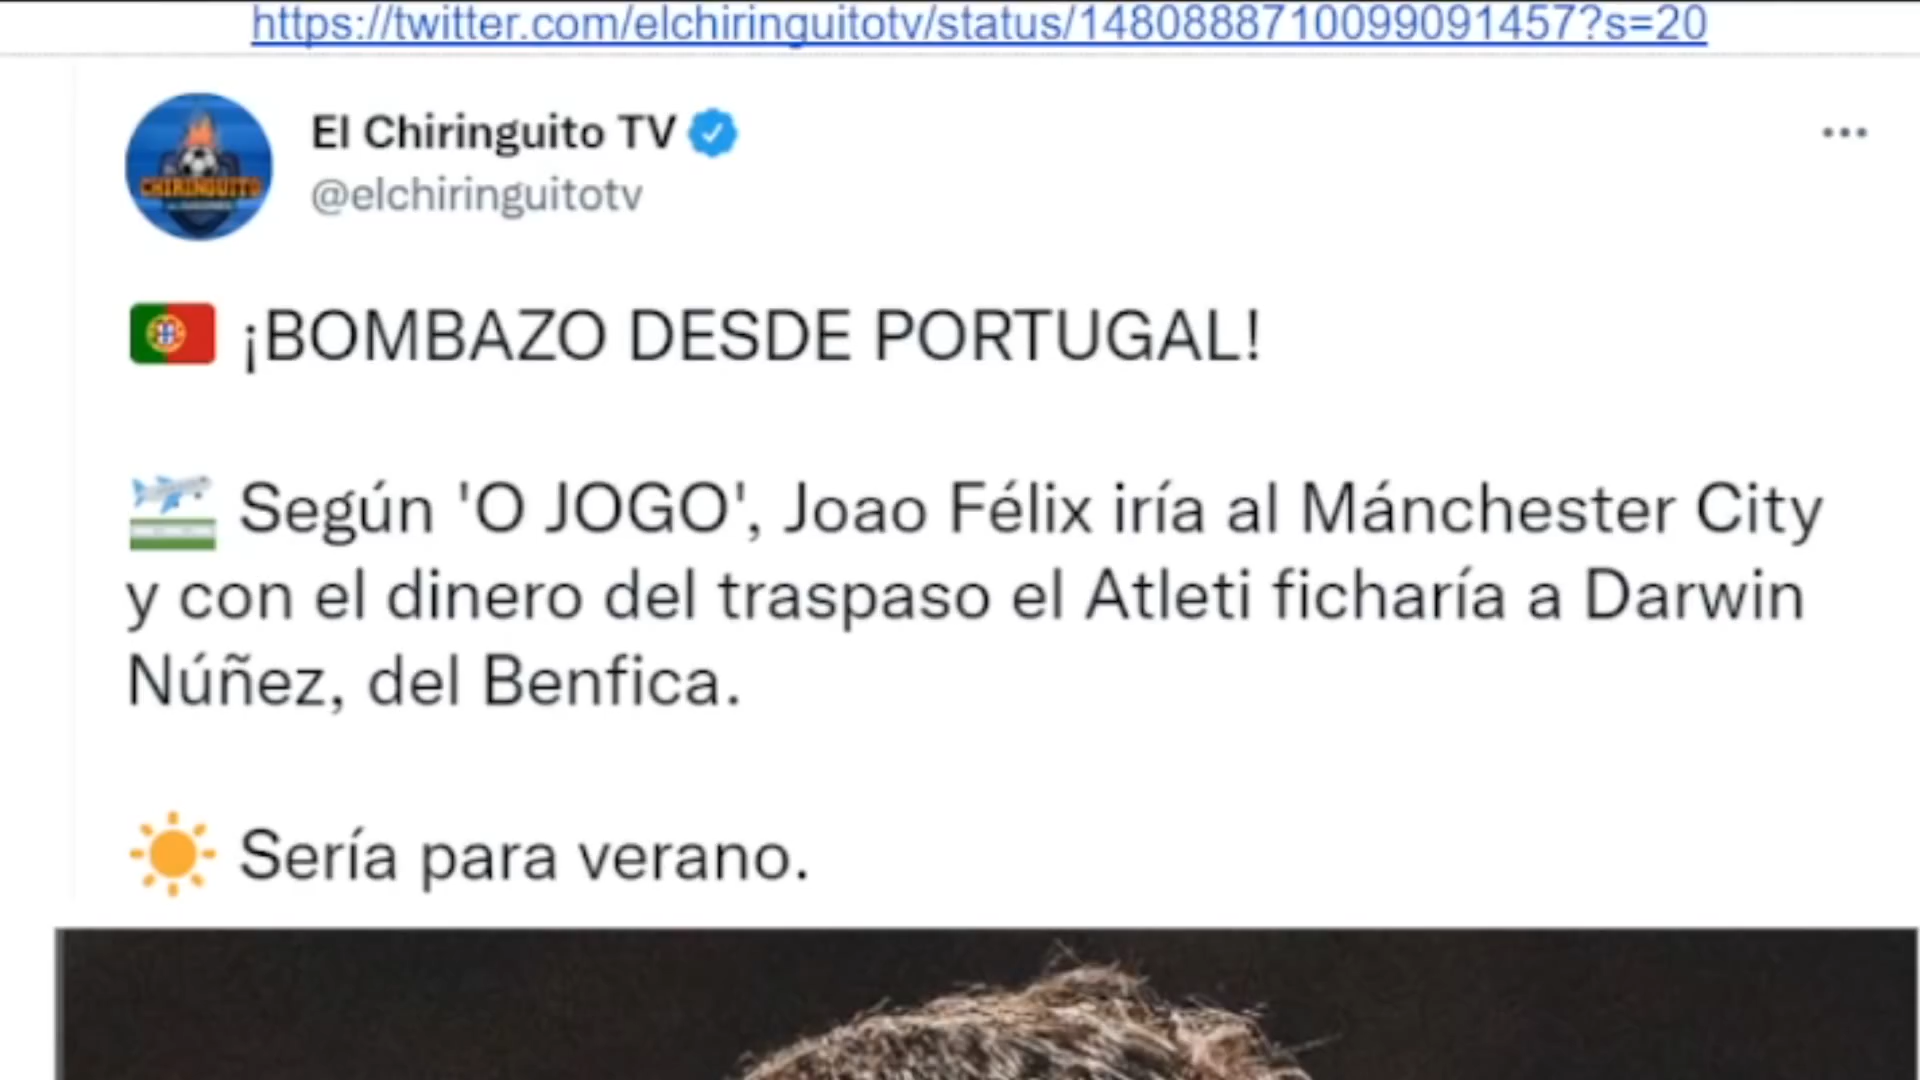 https://twitter.com/elchiringuitotv/status/1480888710099091457?s=20
El Chiringuito TV
@elchiringuitotv
CHIRINGUITO
¡BOMBAZO DESDE PORTUGAL!
Según 'O JOGO', Joao Félix iría al Mánchester City
y con el dinero del traspaso el Atleti ficharía a Darwin
Núñez, del Benfica.
Sería para verano.